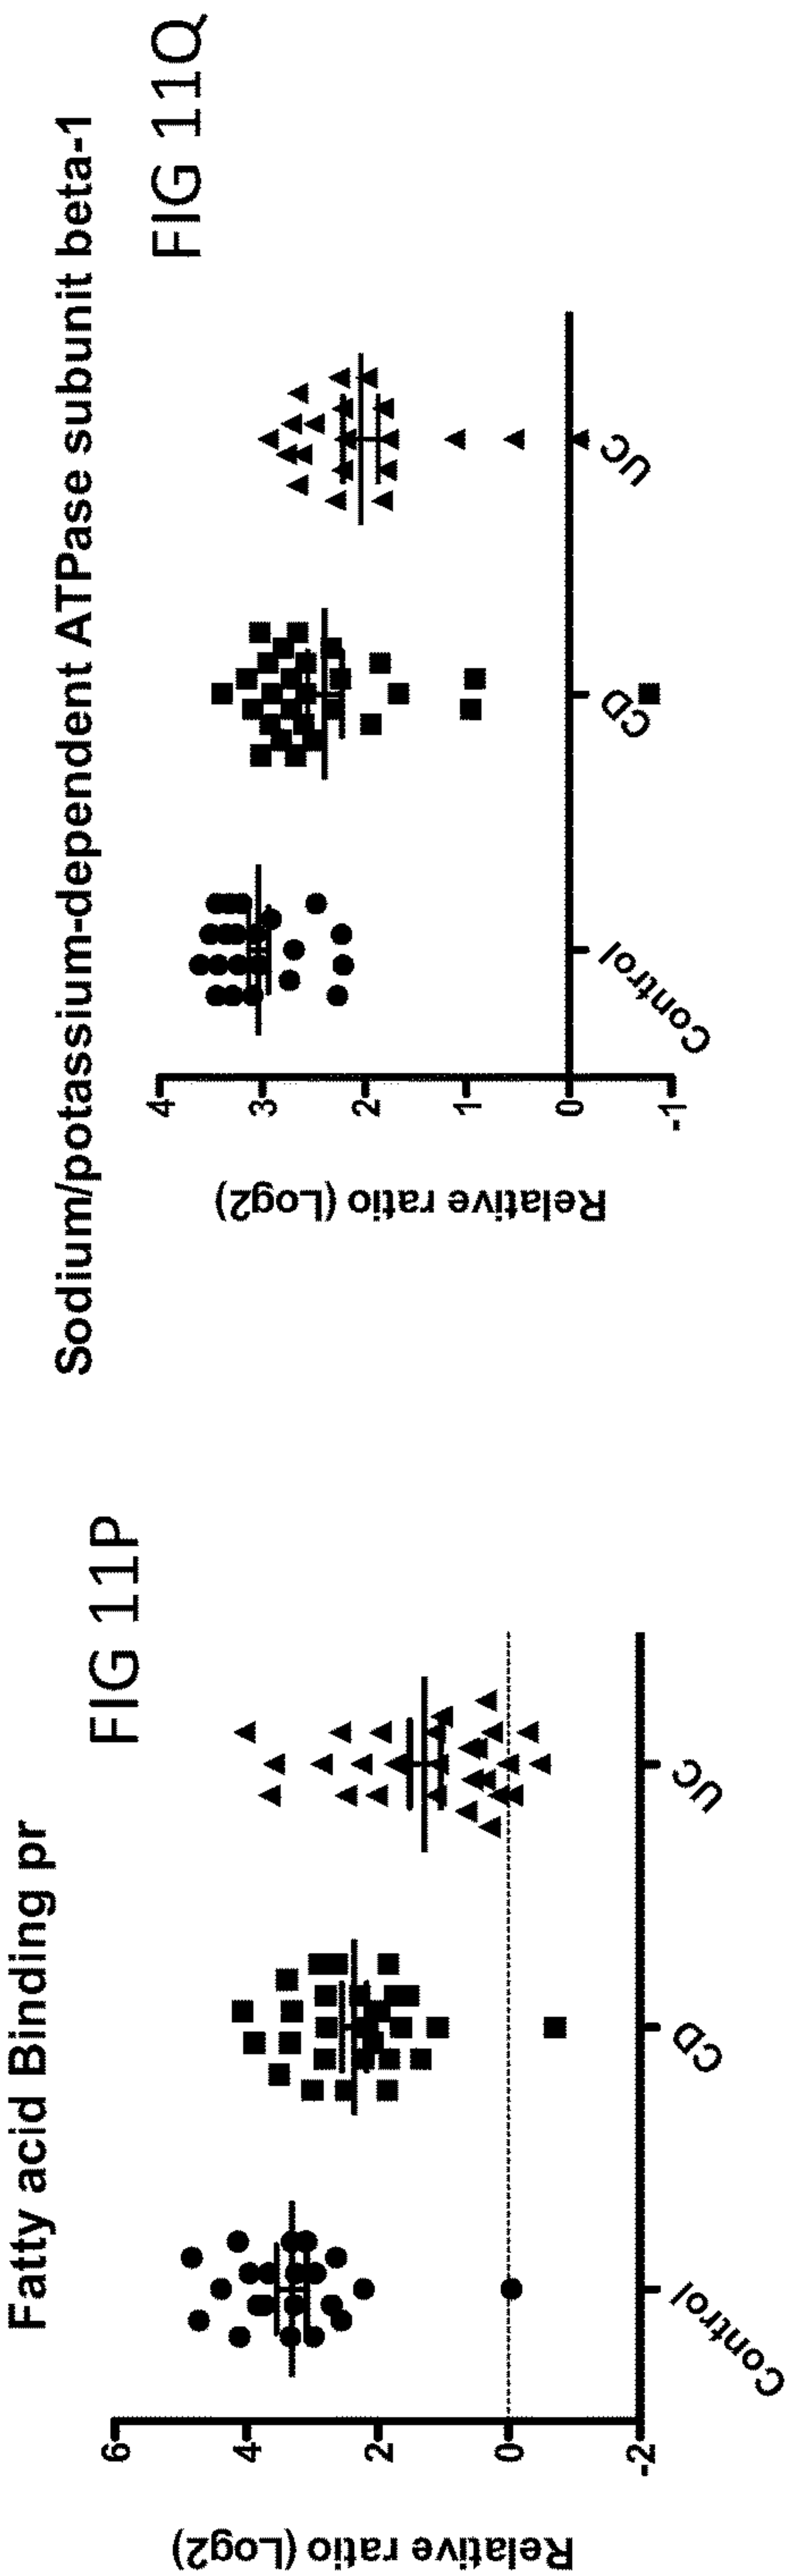 Fatty acid Binding pr
FIG 11P
Relative ratio (Log2)
6
4
2
0
-2
Control
CD
UC
Sodium/potassium-dependent ATPase subunit beta-1
FIG 11Q
Relative ratio (Log2)
4
3
2
1
0
-1
Control
CD
UC